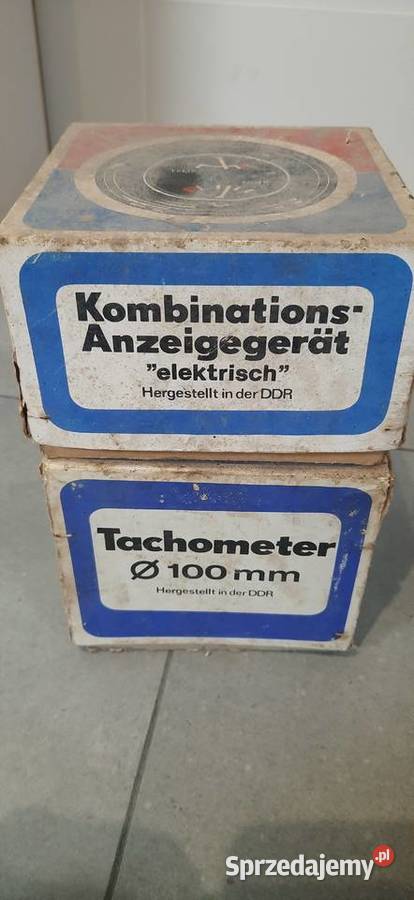 Kombinations-
Anzeigegerät
"elektrisch"
Hergestellt in der DDR
Tachometer
Ø 100 mm
Hergestellt in der DDR
Sprzedajemy.pl